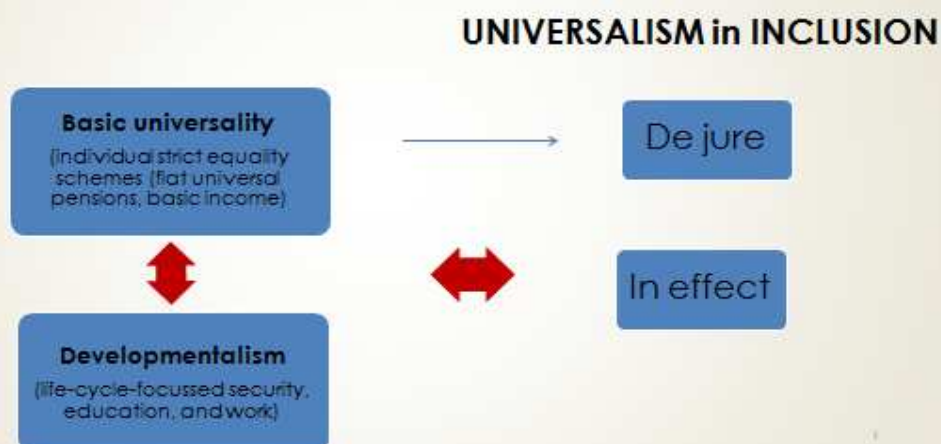 UNIVERSALISM in INCLUSION
Basic universality
(individual strict equality
schemes (flat universal
pensions, basic income)
De jure
In effect
Developmentalism
(life-cycle-focussed security,
education, and work)